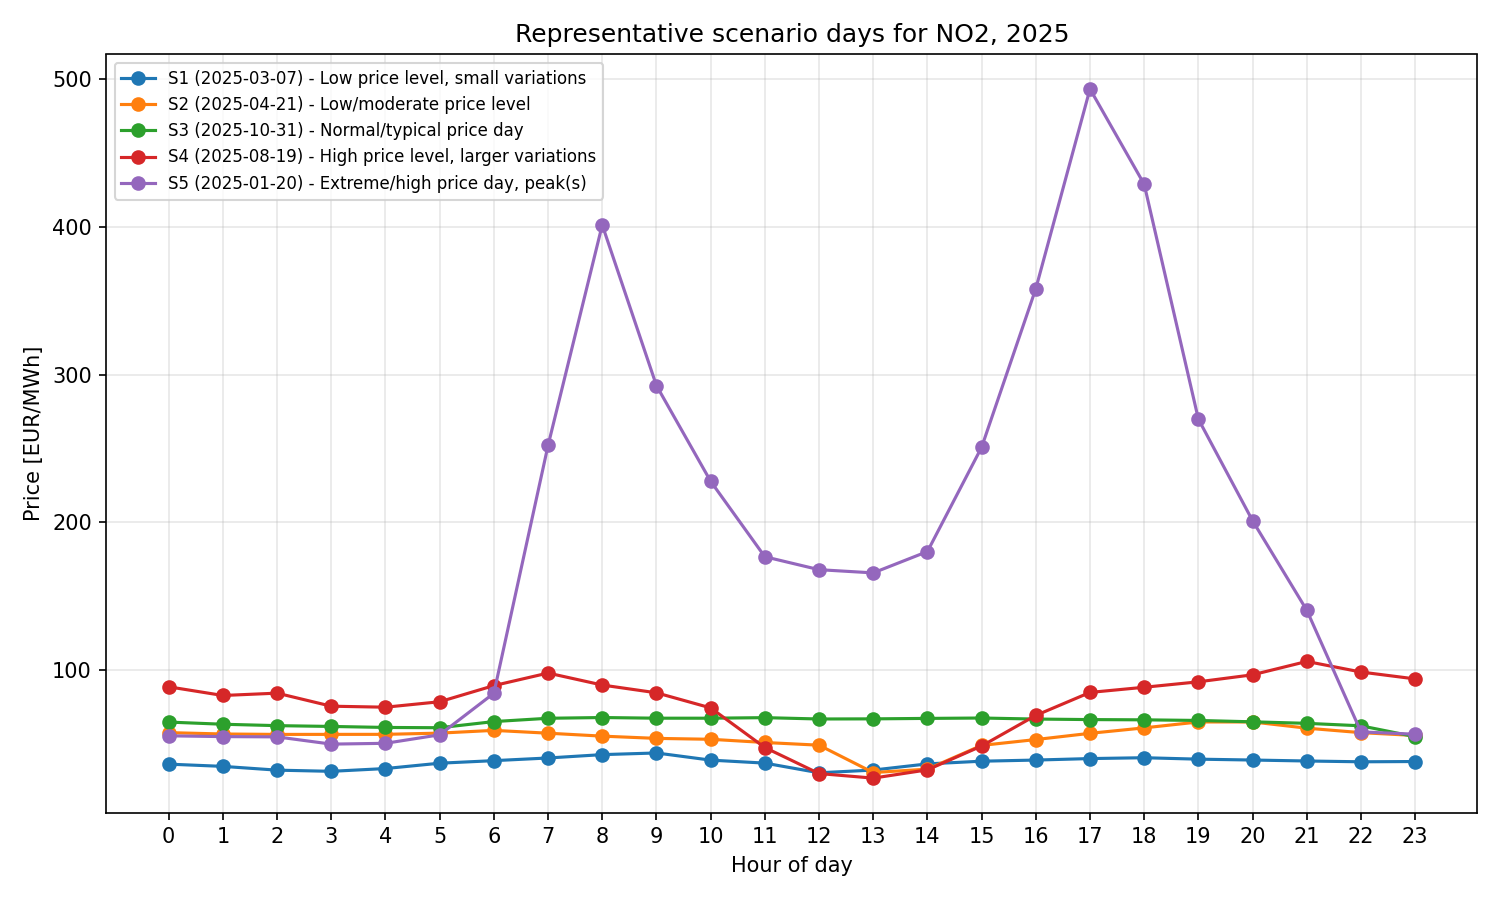 Representative scenario days for NO2, 2025
S1 (2025-03-07) - Low price level, small variations
S2 (2025-04-21) - Low/moderate price level
S3 (2025-10-31) - Normal/typical price day
S4 (2025-08-19) - High price level, larger variations
S5 (2025-01-20) - Extreme/high price day, peak(s)
500
400
300
200
100
Price [EUR/MWh]
0 1 2 3 4 5 6 7 8 9 10 11 12 13 14 15 16 17 18 19 20 21 22 23
Hour of day